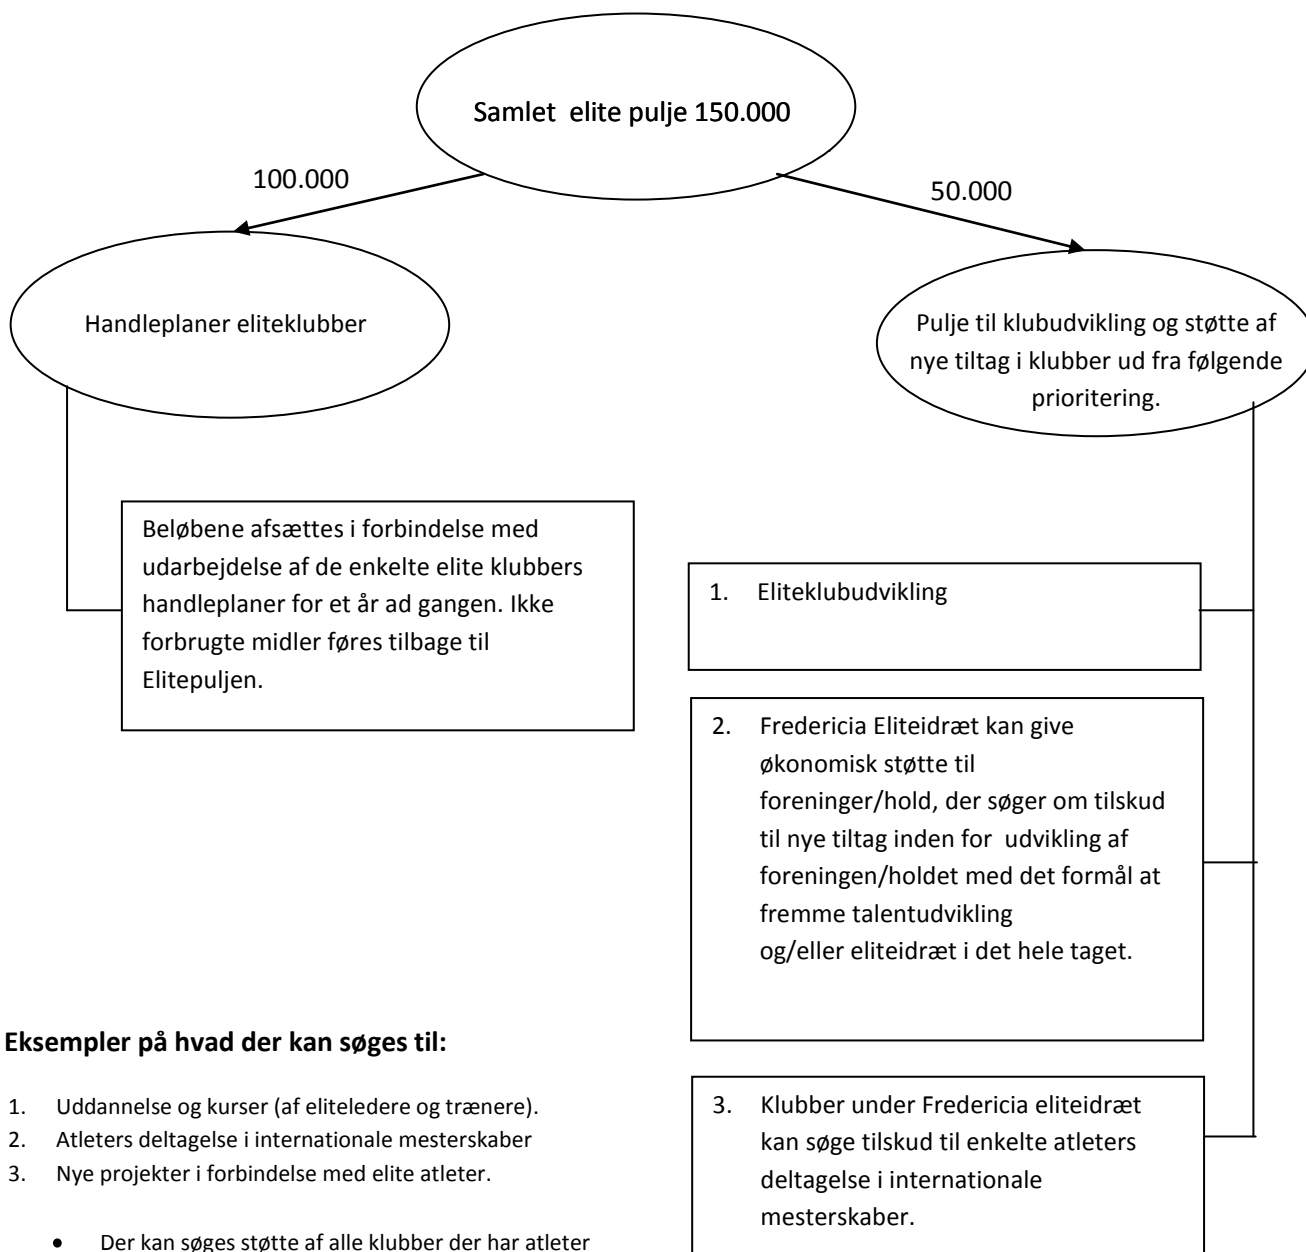 Samlet  elite pulje 150.000
100.000
50.000
Handleplaner eliteklubber
Pulje til klubudvikling og støtte af
nye tiltag i klubber ud fra følgende
prioritering.
Beløbene afsættes i forbindelse med
udarbejdelse af de enkelte elite klubbers
handleplaner for et år ad gangen. Ikke
forbrugte midler føres tilbage til
Elitepuljen.
1. Eliteklubudvikling
2. Fredericia Eliteidræt kan give
økonomisk støtte til
foreninger/hold, der søger om tilskud
til nye tiltag inden for  udvikling af
foreningen/holdet med det formål at
fremme talentudvikling
og/eller eliteidræt i det hele taget.
3. Klubber under Fredericia eliteidræt
kan søge tilskud til enkelte atleters
deltagelse i internationale
mesterskaber.
Eksempler på hvad der kan søges til:
1. Uddannelse og kurser (af eliteledere og trænere).
2. Atleters deltagelse i internationale mesterskaber
3. Nye projekter i forbindelse med elite atleter.
• Der kan søges støtte af alle klubber der har atleter